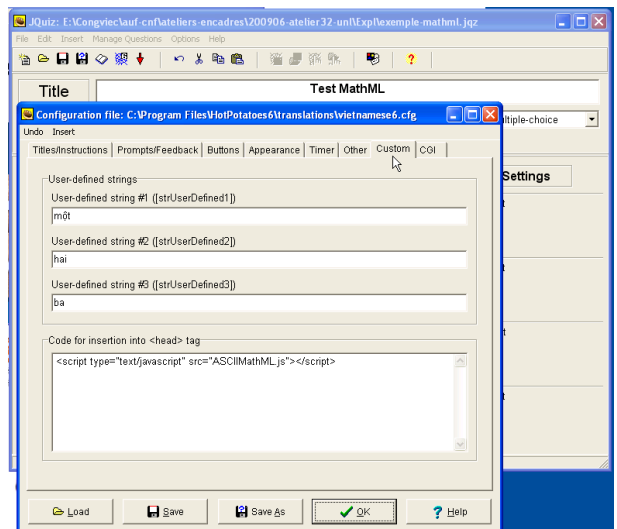 JQuiz: E:\Congviec\auf-cnf\ateliers-encadres\200906-atelier32-unl\Expl\exemple-mathml.jqz
File Edit Insert Manage Questions Options Help
Title
Test MathML
Configuration file: C:\Program Files\HotPotatoes6\translations\vietnamese6.cfg
ltiple-choice
Undo Insert
Titles/Instructions Prompts/Feedback Buttons Appearance Timer Other Custom CGI
Settings
User-defined strings
User-defined string #1 ([strUserDefined1])
một
User-defined string #2 ([strUserDefined2])
hai
User-defined string #3 ([strUserDefined3])
ba
Code for insertion into <head> tag
<script type="text/javascript" src="ASCIIMathML.js"></script>
Load Save Save As OK Help